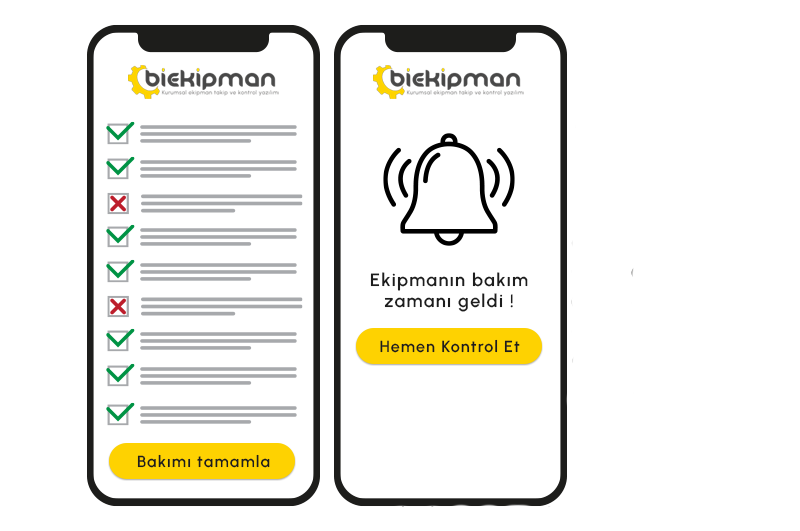 biekipman
Kurumsal ekipman takip ve kontrol yazılımı
Bakımı tamamla
biekipman
Kurumsal ekipman takip ve kontrol yazılımı
Ekipmanın bakım
zamanı geldi !
Hemen Kontrol Et